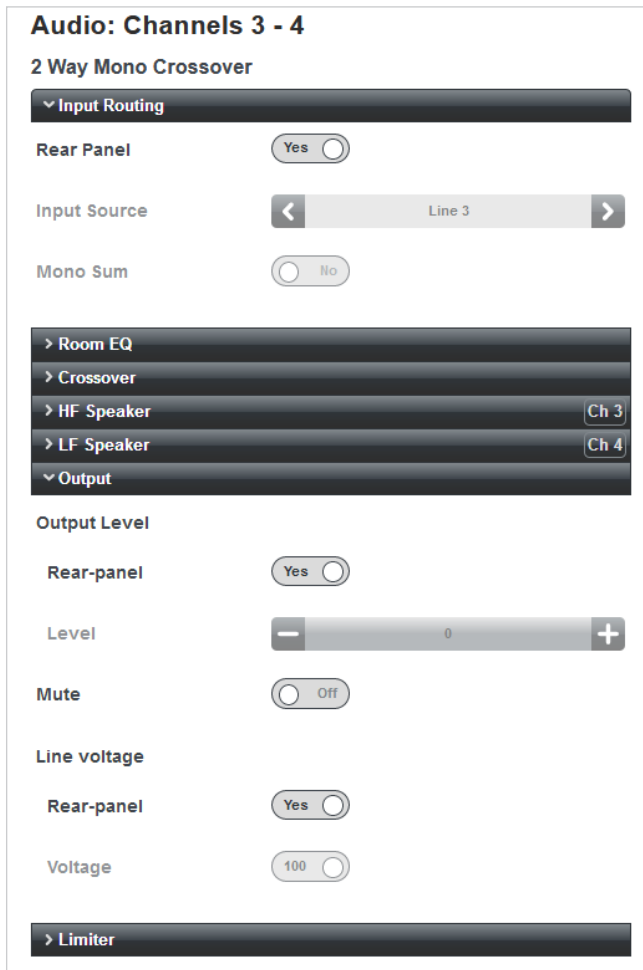 Audio: Channels 3 - 4
2 Way Mono Crossover
Input Routing
Rear Panel Yes
Input Source Line 3
Mono Sum No
Room EQ
Crossover
HF Speaker Ch 3
LF Speaker Ch 4
Output
Output Level
Rear-panel Yes
Level 0
Mute Off
Line voltage
Rear-panel Yes
Voltage 100
Limiter